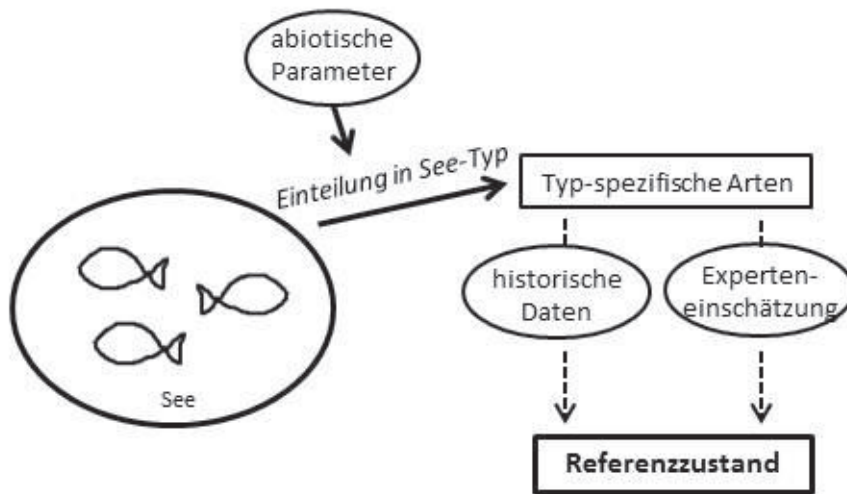 abiotische
Parameter
Einteilung in See-Typ
Typ-spezifische Arten
historische
Daten
Experten-
einschätzung
See
Referenzzustand